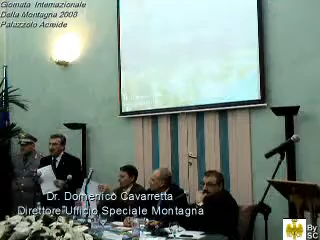 Giornata Internazionale
Della Montagna 2008
Palazzolo Acreide
Dr. Domenico Cavarretta
Direttore Ufficio Speciale Montagna
By
SC